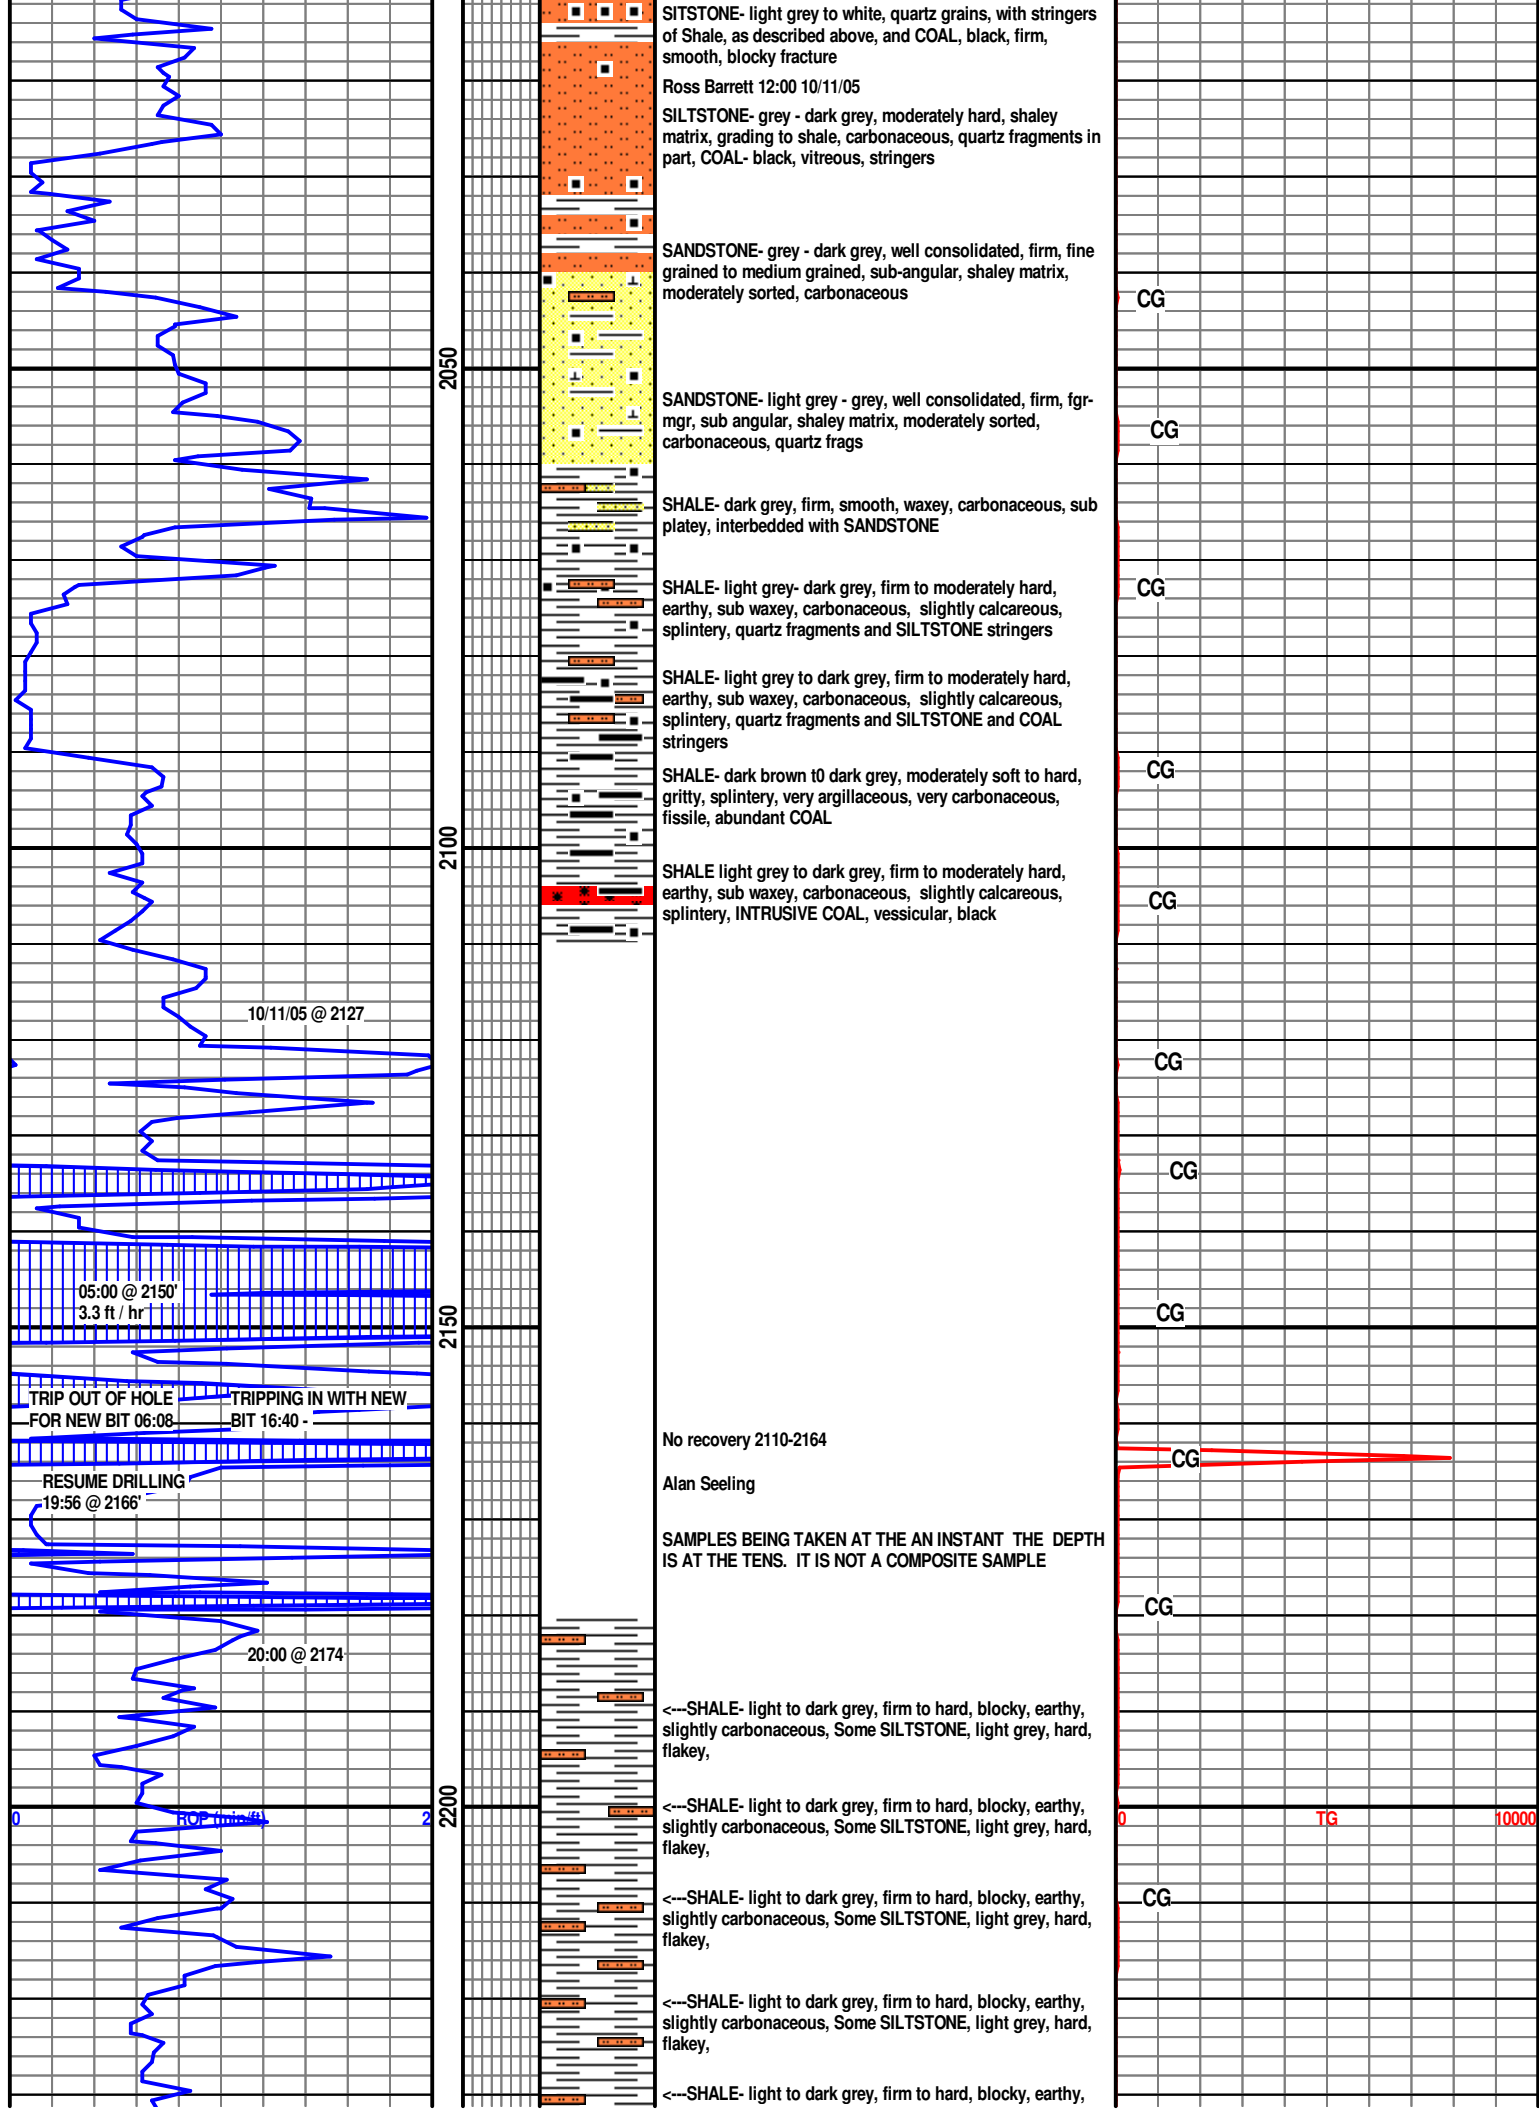 SITSTONE- light grey to white, quartz grains, with stringers
of Shale, as described above, and COAL, black, firm,
smooth, blocky fracture
Ross Barrett 12:00 10/11/05
SILTSTONE- grey - dark grey, moderately hard, shaley
matrix, grading to shale, carbonaceous, quartz fragments in
part, COAL- black, vitreous, stringers
SANDSTONE- grey - dark grey, well consolidated, firm, fine
grained to medium grained, sub-angular, shaley matrix,
moderately sorted, carbonaceous
CG
2050
SANDSTONE- light grey - grey, well consolidated, firm, fgr-
mgr, sub angular, shaley matrix, moderately sorted,
carbonaceous, quartz frags
CG
SHALE- dark grey, firm, smooth, waxey, carbonaceous, sub
platey, interbedded with SANDSTONE
SHALE- light grey- dark grey, firm to moderately hard,
earthy, sub waxey, carbonaceous, slightly calcareous,
splintery, quartz fragments and SILTSTONE stringers
CG
SHALE- light grey to dark grey, firm to moderately hard,
earthy, sub waxey, carbonaceous, slightly calcareous,
splintery, quartz fragments and SILTSTONE and COAL
stringers
SHALE- dark brown t0 dark grey, moderately soft to hard,
gritty, splintery, very argillaceous, very carbonaceous,
fissile, abundant COAL
CG
2100
SHALE light grey to dark grey, firm to moderately hard,
earthy, sub waxey, carbonaceous, slightly calcareous,
splintery, INTRUSIVE COAL, vessicular, black
CG
10/11/05 @ 2127
CG
CG
05:00 @ 2150'
3.3 ft / hr
2150
CG
TRIP OUT OF HOLE
FOR NEW BIT 06:08
TRIPPING IN WITH NEW
BIT 16:40 -
No recovery 2110-2164
CG
RESUME DRILLING
19:56 @ 2166'
Alan Seeling
SAMPLES BEING TAKEN AT THE AN INSTANT THE DEPTH
IS AT THE TENS. IT IS NOT A COMPOSITE SAMPLE
CG
20:00 @ 2174
<---SHALE- light to dark grey, firm to hard, blocky, earthy,
slightly carbonaceous, Some SILTSTONE, light grey, hard,
flakey,
0 ROP (min/ft) 2
2200
<---SHALE- light to dark grey, firm to hard, blocky, earthy,
slightly carbonaceous, Some SILTSTONE, light grey, hard,
flakey,
0 TG 10000
<---SHALE- light to dark grey, firm to hard, blocky, earthy,
slightly carbonaceous, Some SILTSTONE, light grey, hard,
flakey,
CG
<---SHALE- light to dark grey, firm to hard, blocky, earthy,
slightly carbonaceous, Some SILTSTONE, light grey, hard,
flakey,
<---SHALE- light to dark grey, firm to hard, blocky, earthy,